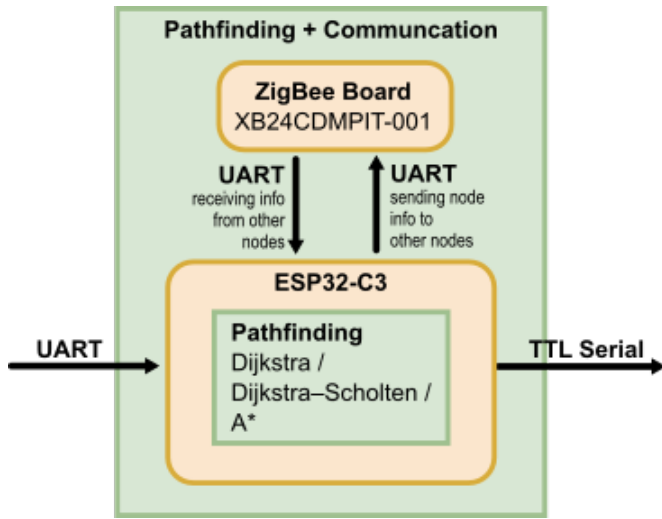 Pathfinding + Communcation
ZigBee Board
XB24CDMPIT-001
UART
receiving info
from other
nodes
UART
sending node
info to
other nodes
ESP32-C3
Pathfinding
Dijkstra /
Dijkstra–Scholten /
A*
UART
TTL Serial